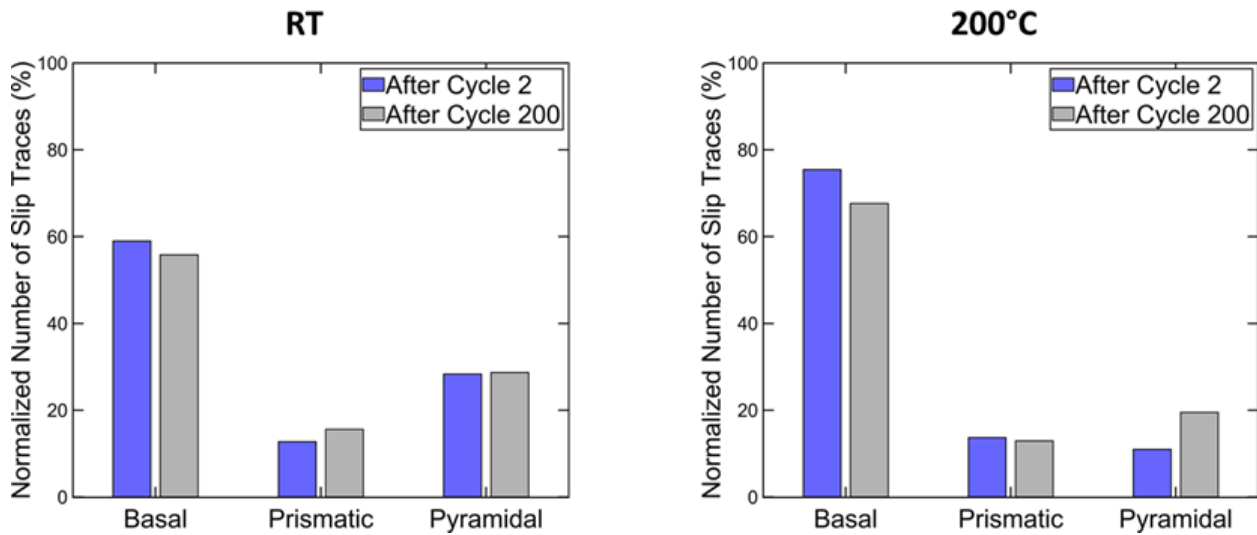 RT
Normalized Number of Slip Traces (%)
100
80
60
40
20
0
After Cycle 2
After Cycle 200
Basal
Prismatic
Pyramidal
200°C
Normalized Number of Slip Traces (%)
100
80
60
40
20
0
After Cycle 2
After Cycle 200
Basal
Prismatic
Pyramidal